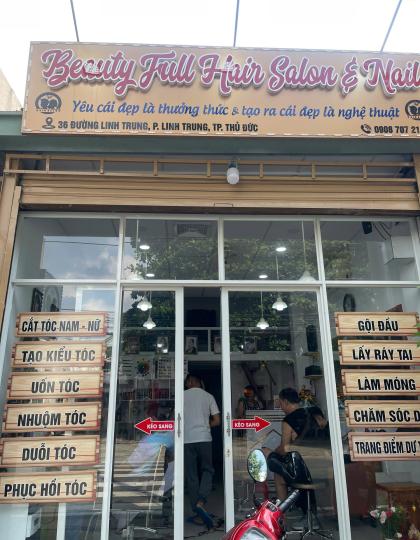 Beauty Full Hair Salon & Nail
Yêu cái đẹp là thưởng thức & tạo ra cái đẹp là nghệ thuật
36 ĐƯỜNG LINH TRUNG, P. LINH TRUNG, TP. THỦ ĐỨC
0908 707 21
CẮT TÓC NAM - NỮ
TẠO KIỂU TÓC
UỐN TÓC
NHUỘM TÓC
DUỖI TÓC
PHỤC HỒI TÓC
KÉO SANG
KÉO SANG
GỘI ĐẦU
LẤY RÁY TAI
LÀM MÓNG
CHĂM SÓC D
TRANG ĐIỂM DỰ